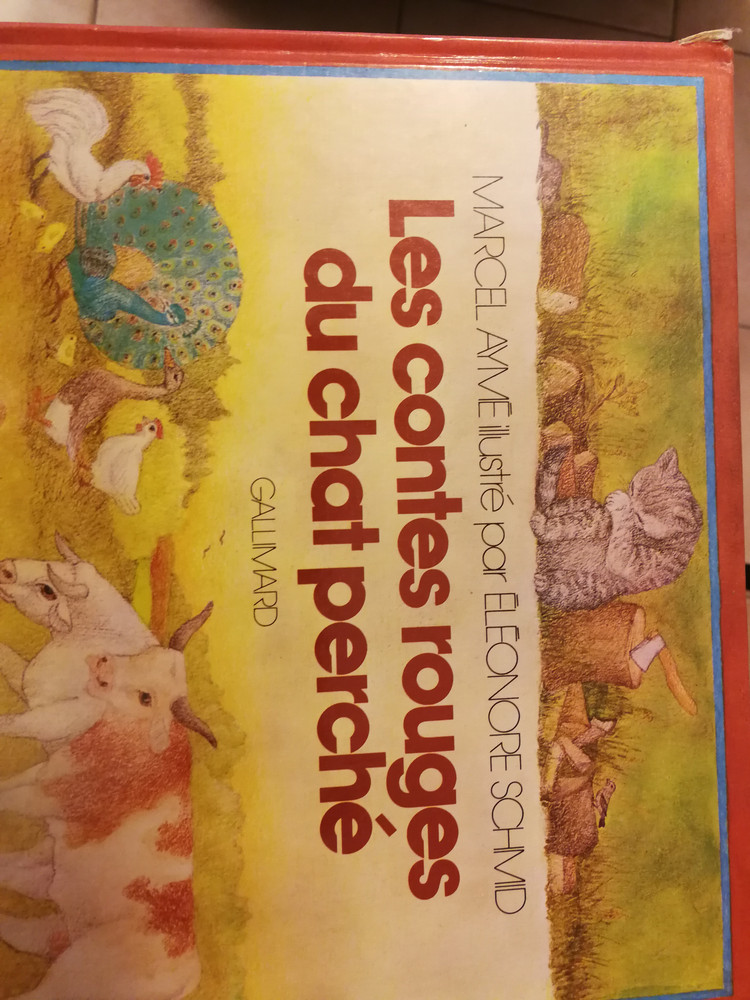 MARCEL AYMÉ illustré par ÉLÉONORE SCHMID
Les contes rouges
du chat perché
GALLIMARD